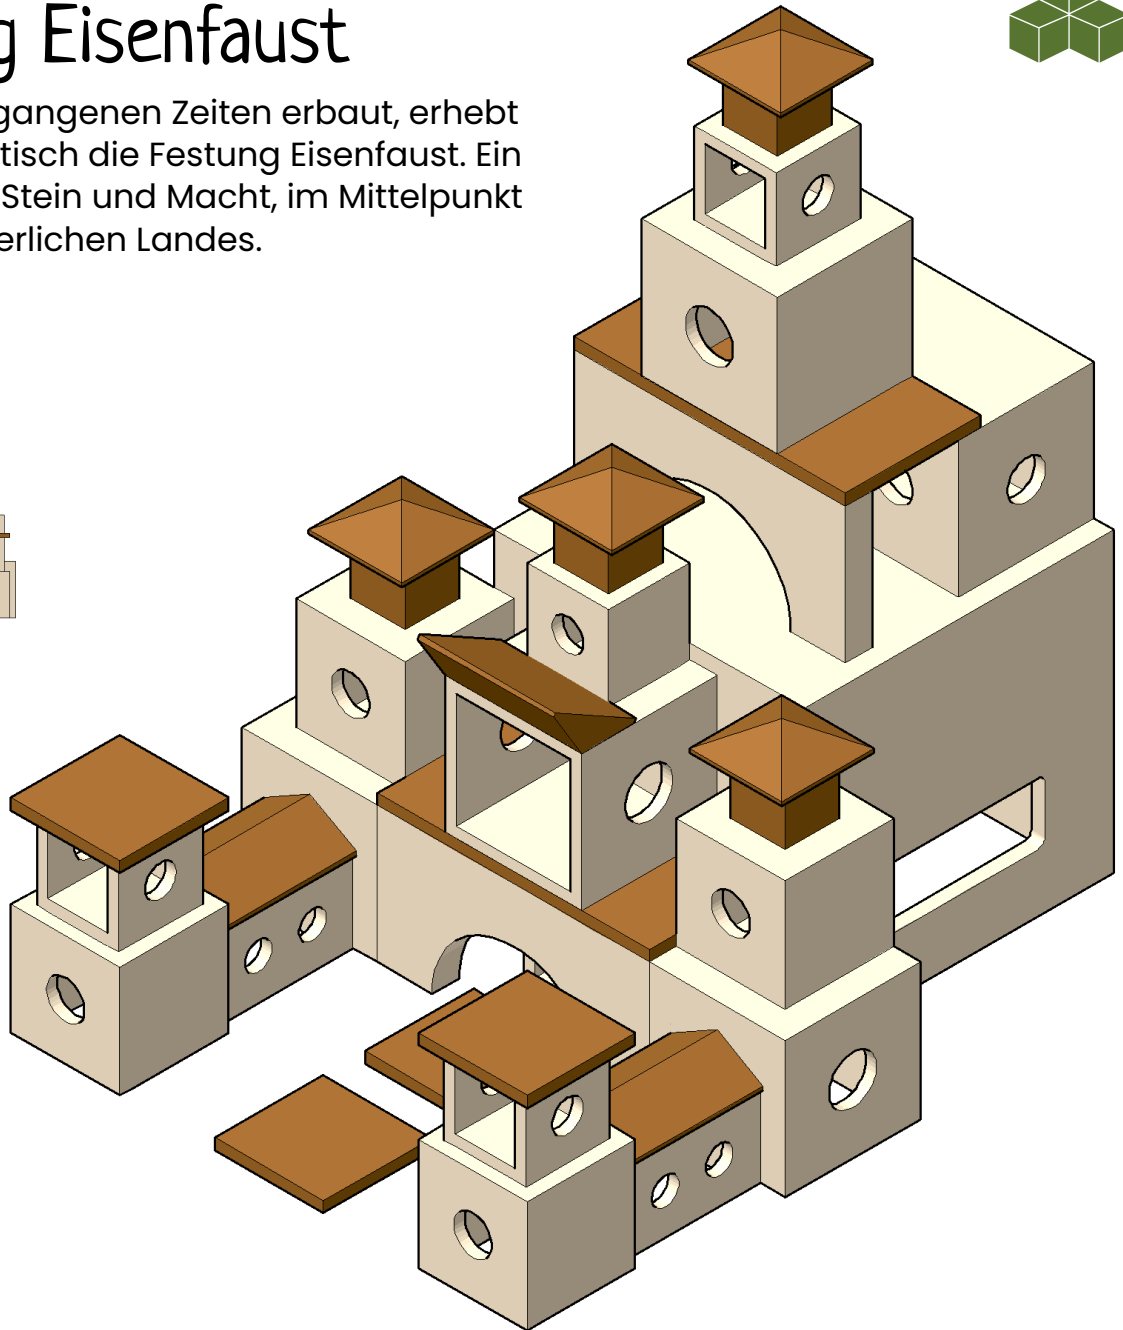 g Eisenfaust
gangenen Zeiten erbaut, erhebt
tisch die Festung Eisenfaust. Ein
Stein und Macht, im Mittelpunkt
erlichen Landes.